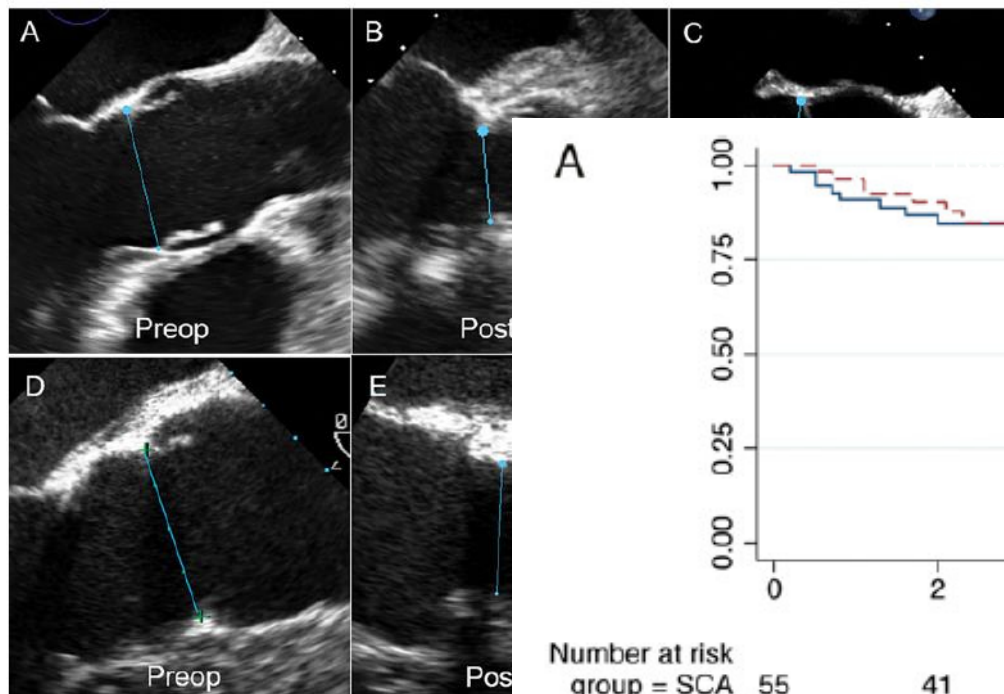 A
B
C
Preop
Post
D
E
Preop
Pos
A
1.00
0.75
0.50
0.25
0.00
0 2
Number at risk
group = SCA 55 41